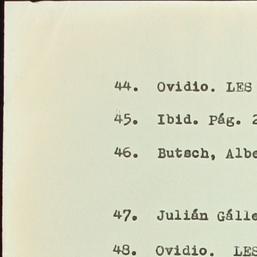 44. Ovidio. LES
45. Ibid. Pág. 2
46. Butsch, Albe
47. Julián Gálle
48. Ovidio. LES